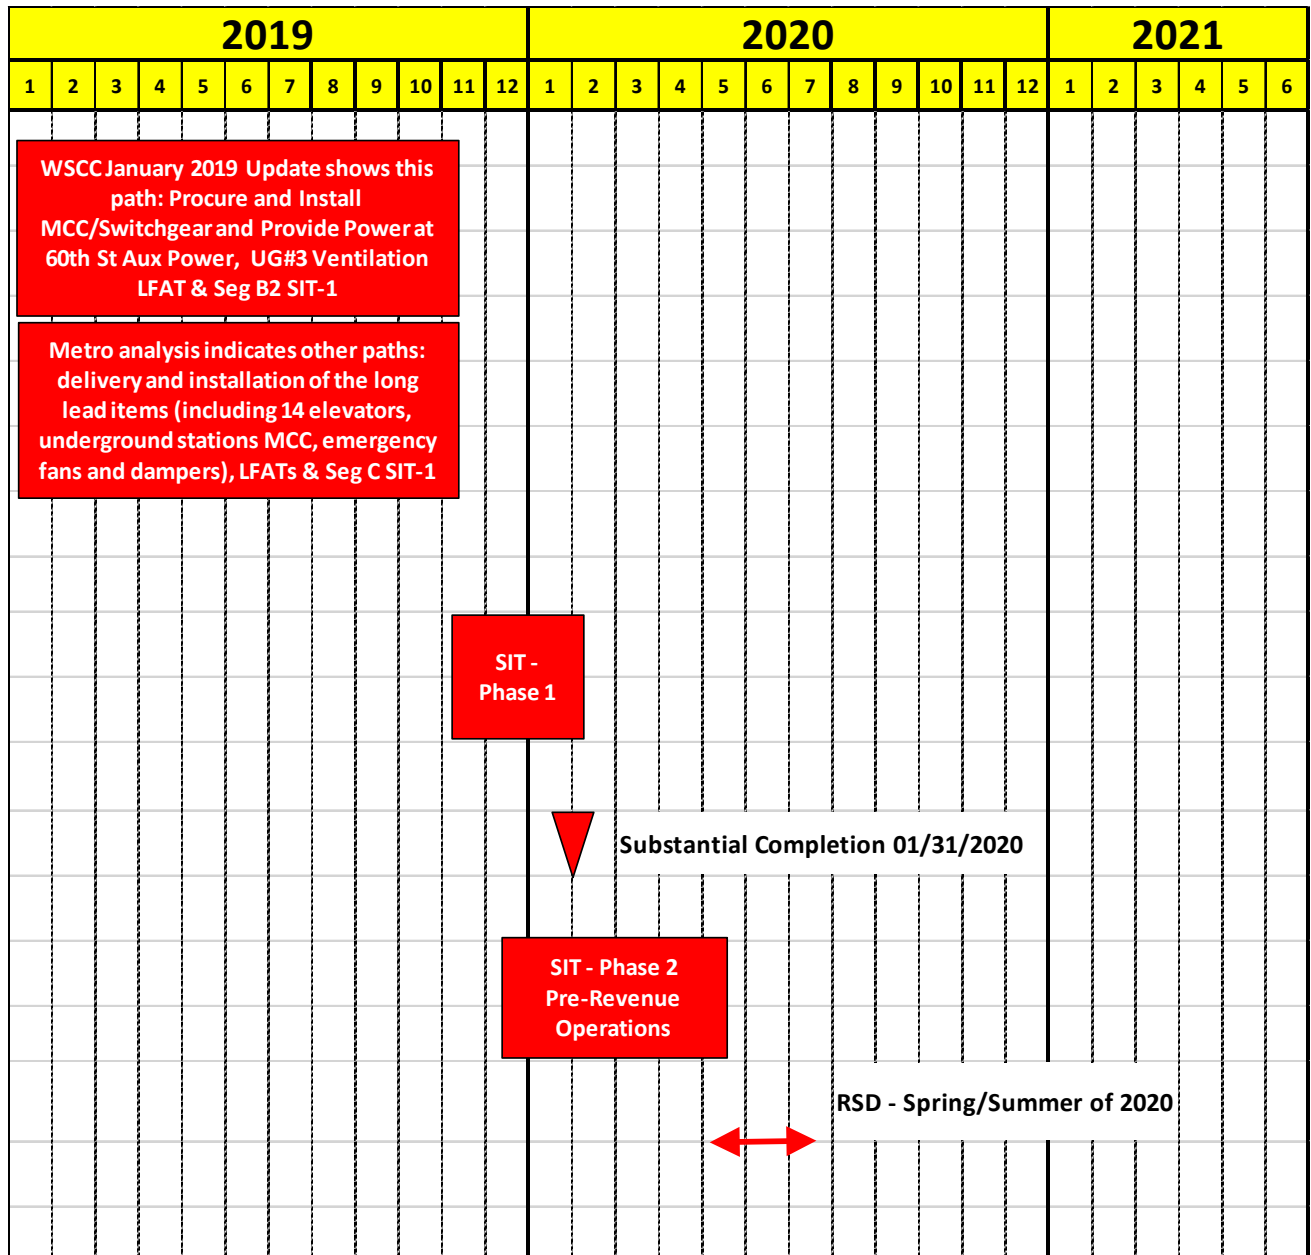 2019 2020 2021
1 2 3 4 5 6 7 8 9 10 11 12 1 2 3 4 5 6 7 8 9 10 11 12 1 2 3 4 5 6
WSCC January 2019 Update shows this
path: Procure and Install
MCC/Switchgear and Provide Power at
60th St Aux Power, UG#3 Ventilation
LFAT & Seg B2 SIT-1
Metro analysis indicates other paths:
delivery and installation of the long
lead items (including 14 elevators,
underground stations MCC, emergency
fans and dampers), LFATs & Seg C SIT-1
SIT -
Phase 1
Substantial Completion 01/31/2020
SIT - Phase 2
Pre-Revenue
Operations
RSD - Spring/Summer of 2020